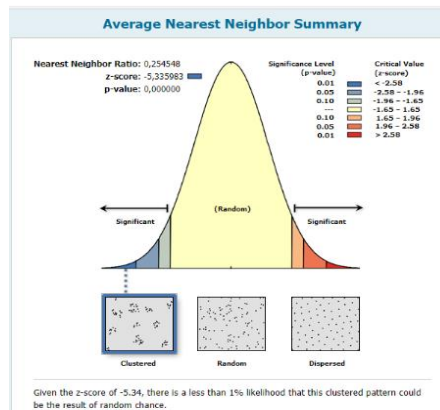 Average Nearest Neighbor Summary
Nearest Neighbor Ratio: 0,254548
z-score: -5,335983
p-value: 0,000000
Significance Level (p-value)
Critical Value (z-score)
0.01 < -2.58
0.05 -2.58 – -1.96
0.10 -1.96 – -1.65
--- -1.65 – 1.65
0.10 1.65 – 1.96
0.05 1.96 – 2.58
0.01 > 2.58
(Random)
Significant Significant
Clustered Random Dispersed
Given the z-score of -5.34, there is a less than 1% likelihood that this clustered pattern could
be the result of random chance.